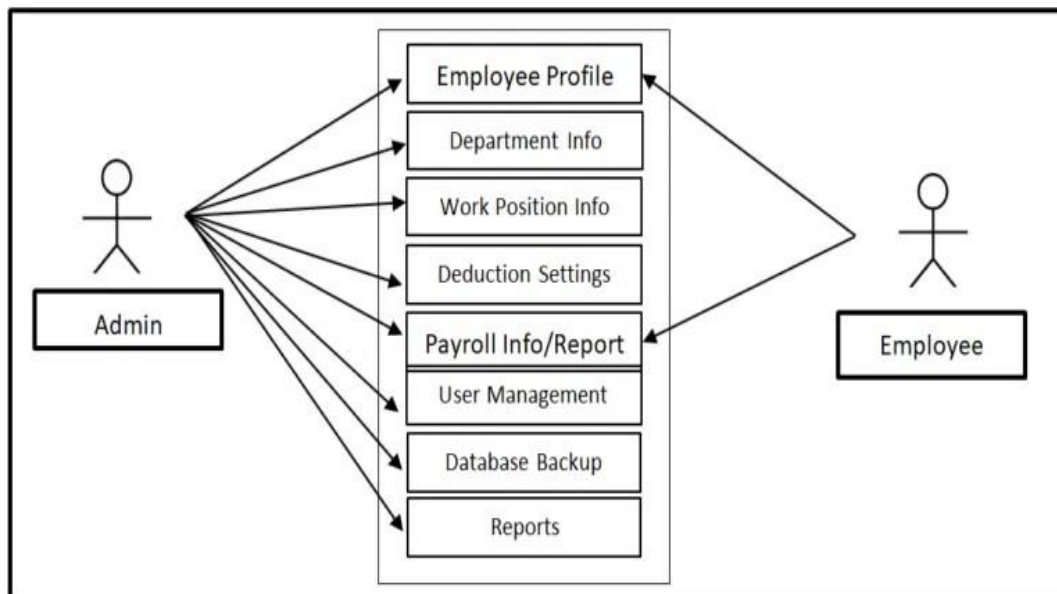 Employee Profile
Department Info
Work Position Info
Deduction Settings
Payroll Info/Report
User Management
Database Backup
Reports
Admin
Employee